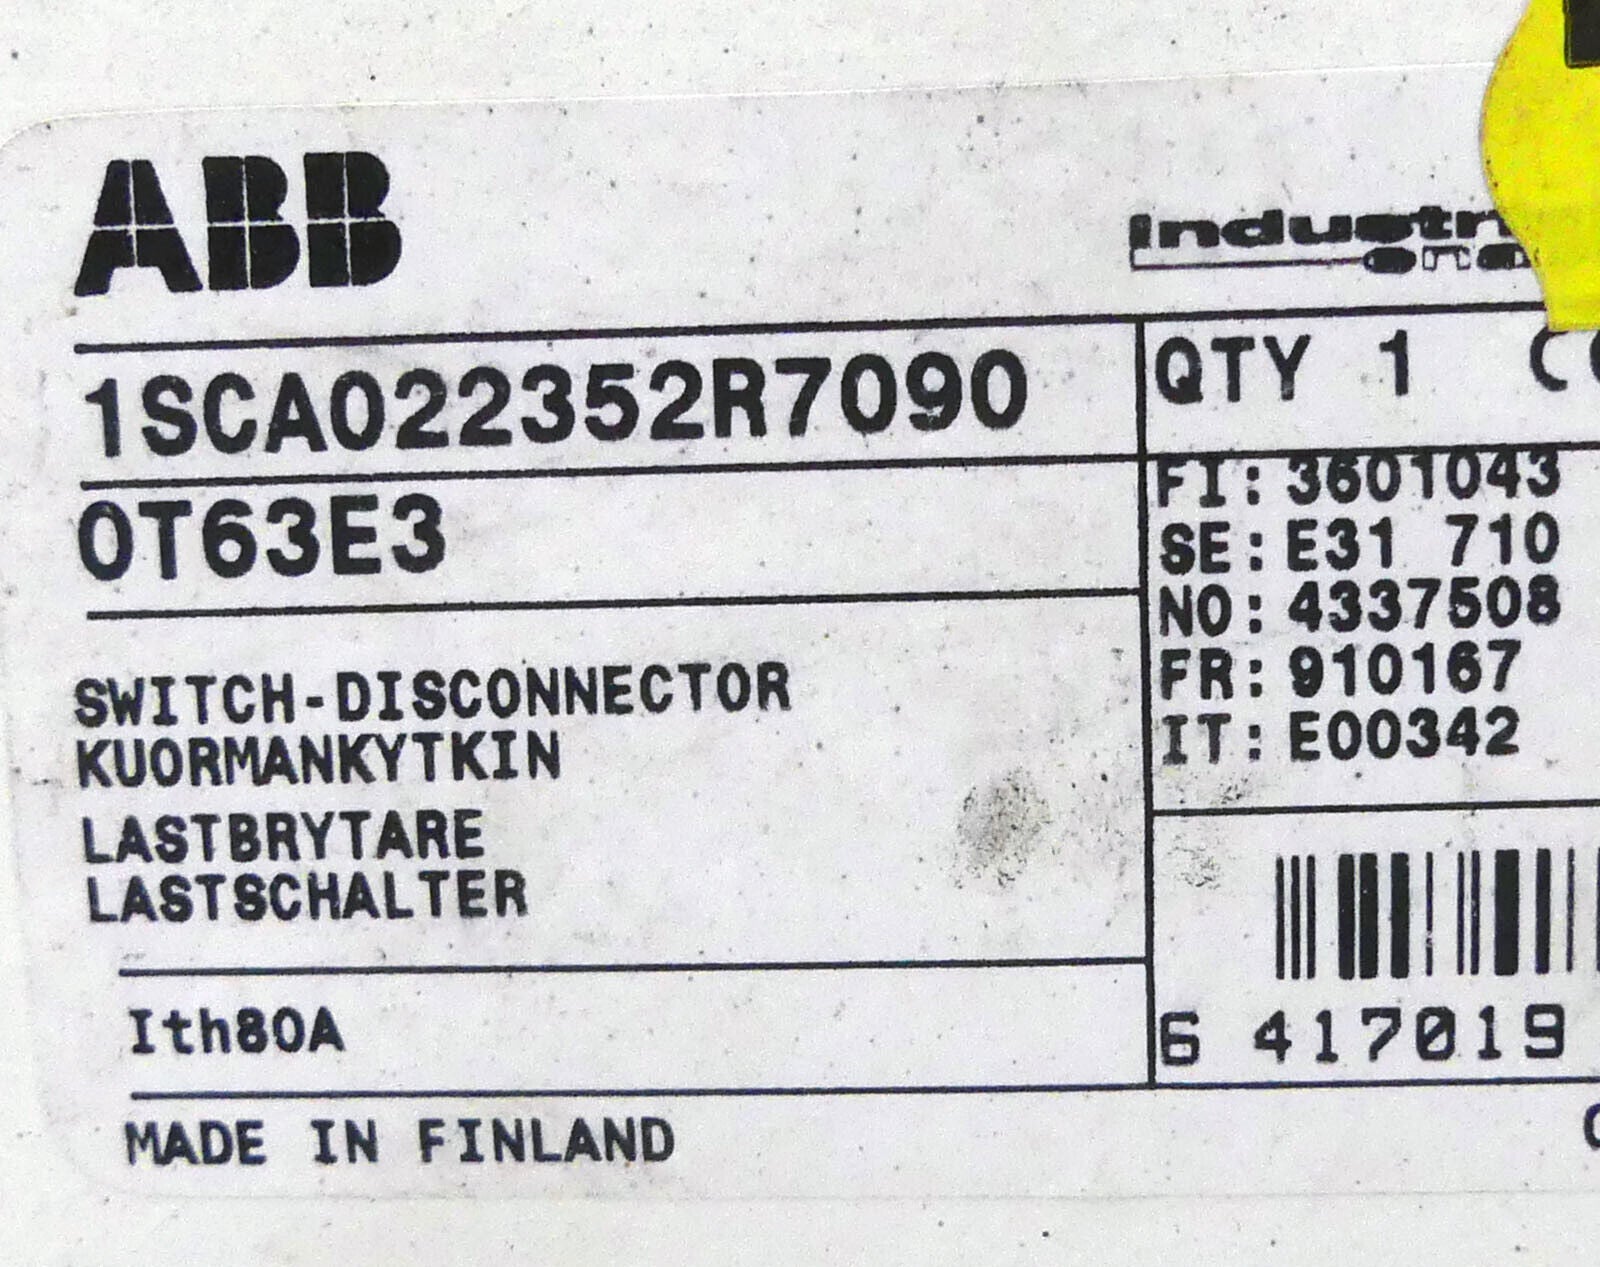 ABB
1SCA022352R7090
OT63E3
SWITCH-DISCONNECTOR
KUORMANKYTKIN
LASTBRYTARE
LASTSCHALTER
Ith80A
MADE IN FINLAND
QTY 1
FI: 3601043
SE: E31 710
NO: 4337508
FR: 910167
IT: E00342
6 417019